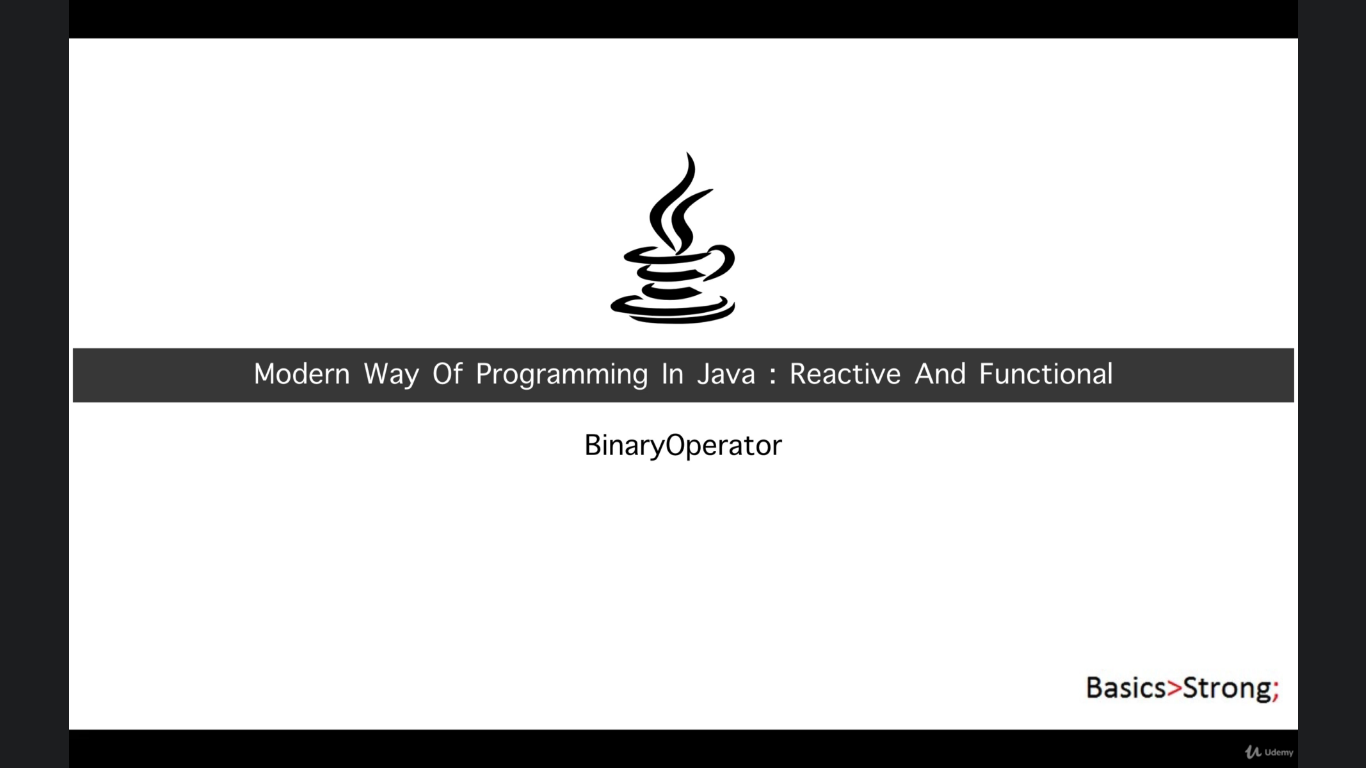 Modern Way Of Programming In Java : Reactive And Functional
BinaryOperator
Basics>Strong;
Udemy